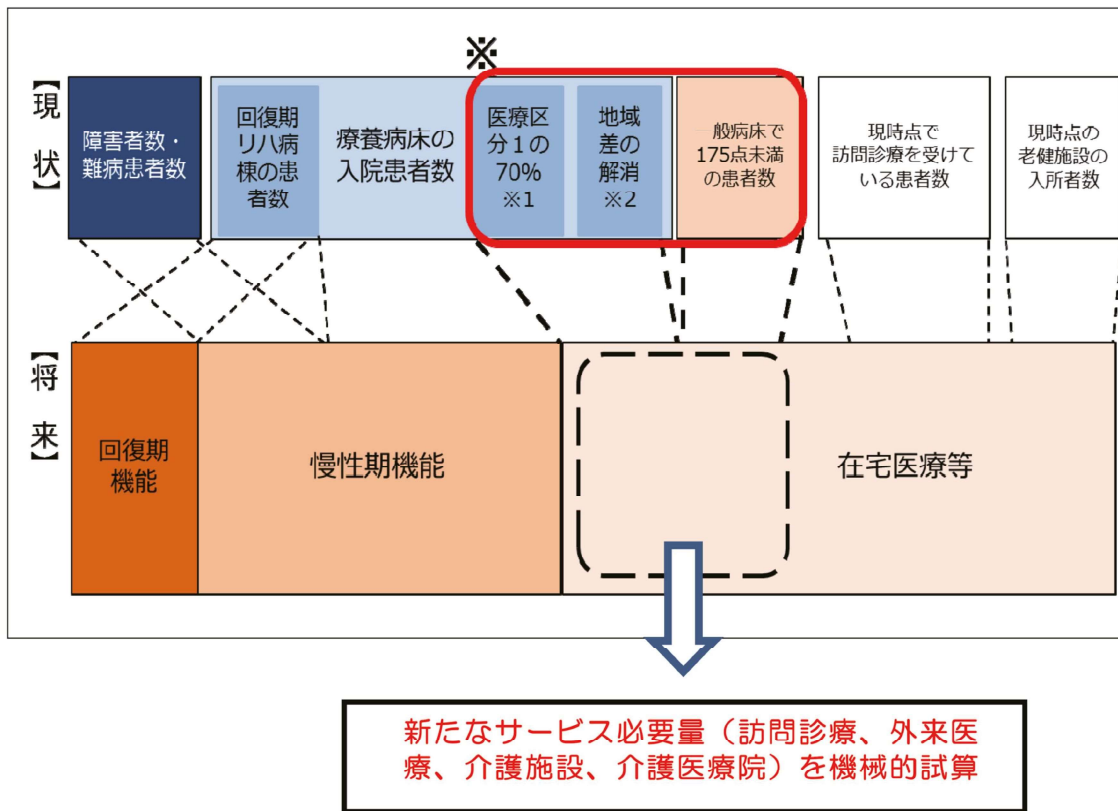 ※
【現状】
障害者数・
難病患者数
回復期
リハ病
棟の患
者数
療養病床の
入院患者数
医療区
分1の
70%
※1
地域
差の
解消
※2
一般病床で
175点未満
の患者数
現時点で
訪問診療を受けて
いる患者数
現時点の
老健施設の
入所者数
【将来】
回復期
機能
慢性期機能
在宅医療等
新たなサービス必要量（訪問診療、外来医
療、介護施設、介護医療院）を機械的試算